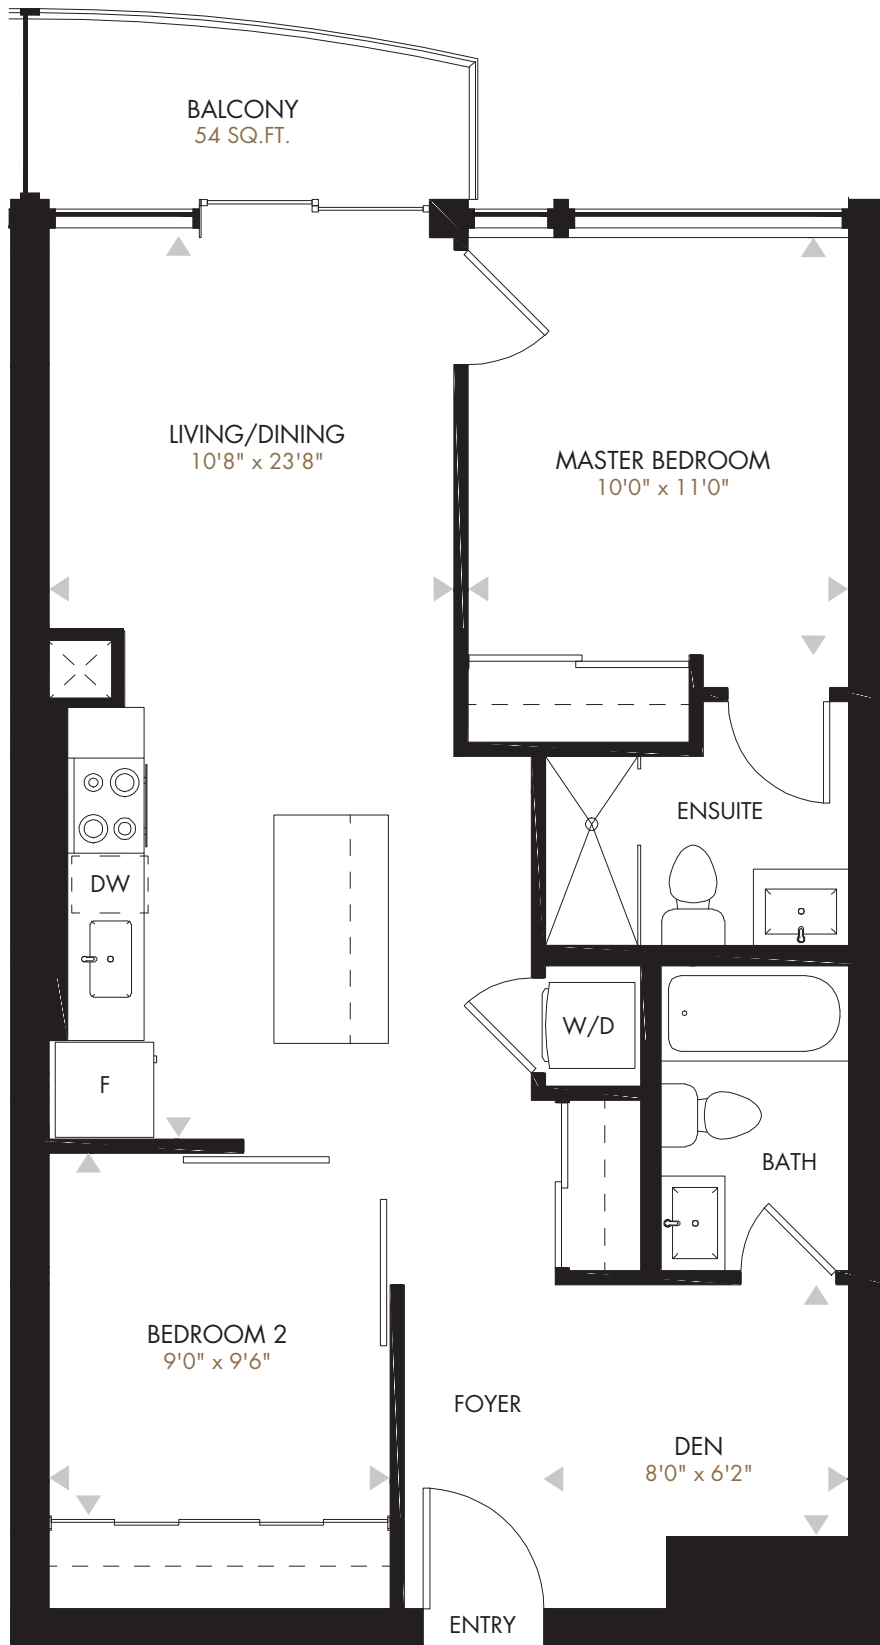 BALCONY
54 SQ.FT.
LIVING/DINING
10'8" x 23'8"
MASTER BEDROOM
10'0" x 11'0"
ENSUITE
DW
W/D
F
BATH
BEDROOM 2
9'0" x 9'6"
FOYER
DEN
8'0" x 6'2"
ENTRY